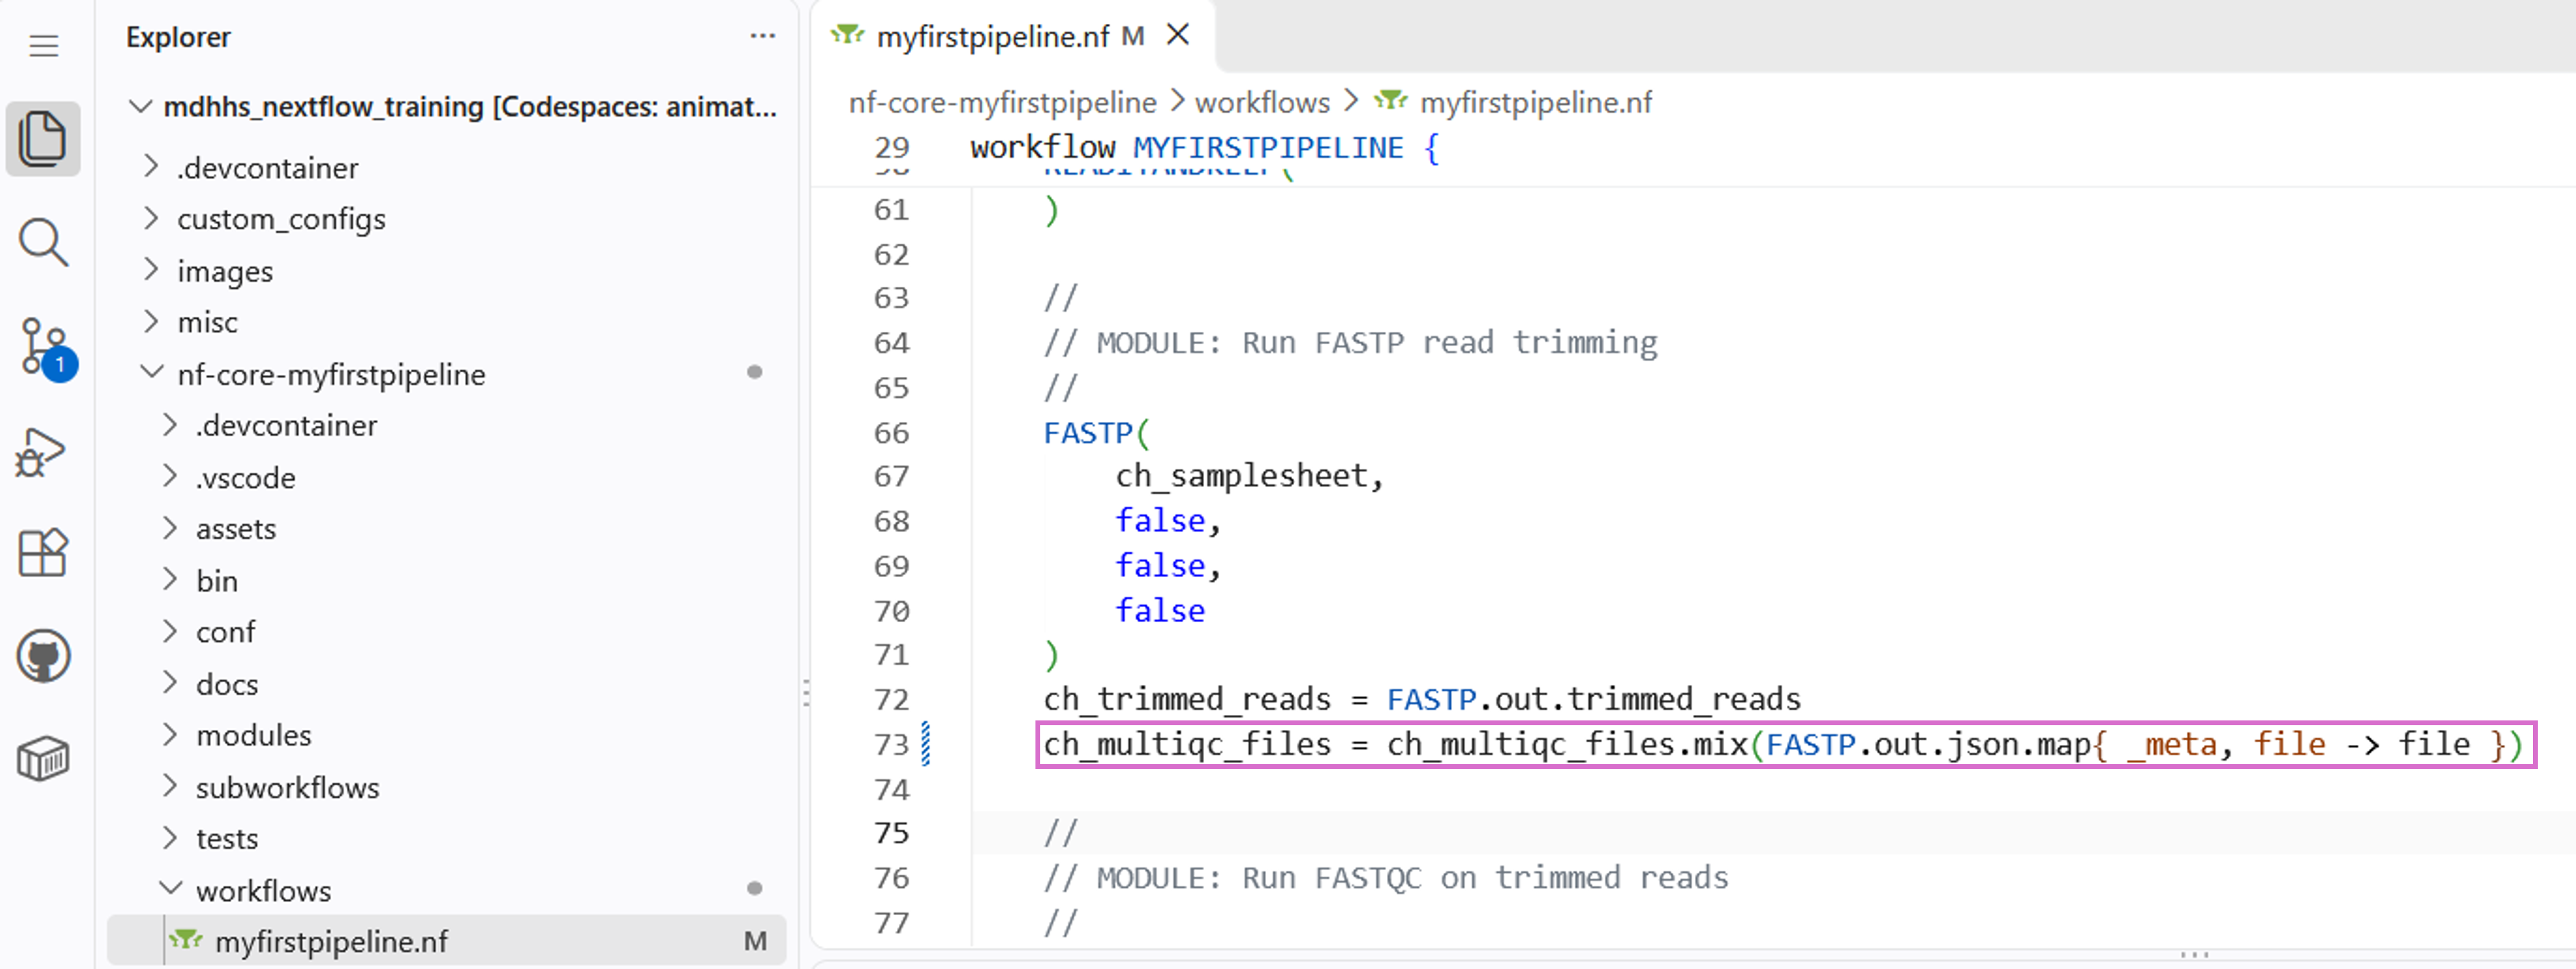 Explorer
mdhhs_nextflow_training [Codespaces: animat...
.devcontainer
custom_configs
images
misc
1
nf-core-myfirstpipeline
.devcontainer
.vscode
assets
bin
conf
docs
modules
subworkflows
tests
workflows
myfirstpipeline.nf M
myfirstpipeline.nf M
nf-core-myfirstpipeline > workflows > myfirstpipeline.nf
29 workflow MYFIRSTPIPELINE {
61 )
62
63 //
64 // MODULE: Run FASTP read trimming
65 //
66 FASTP(
67 ch_samplesheet,
68 false,
69 false,
70 false
71 )
72 ch_trimmed_reads = FASTP.out.trimmed_reads
73 ch_multiqc_files = ch_multiqc_files.mix(FASTP.out.json.map{ _meta, file -> file })
74
75 //
76 // MODULE: Run FASTQC on trimmed reads
77 //